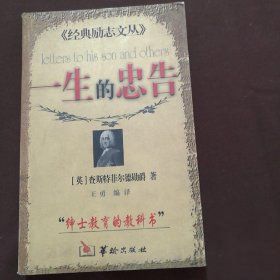 《经典励志文丛》
letters to his son and others
一生的忠告
[英]查斯特菲尔德勋爵 著
王勇 编译
“绅士教育的教科书”
华龄出版社